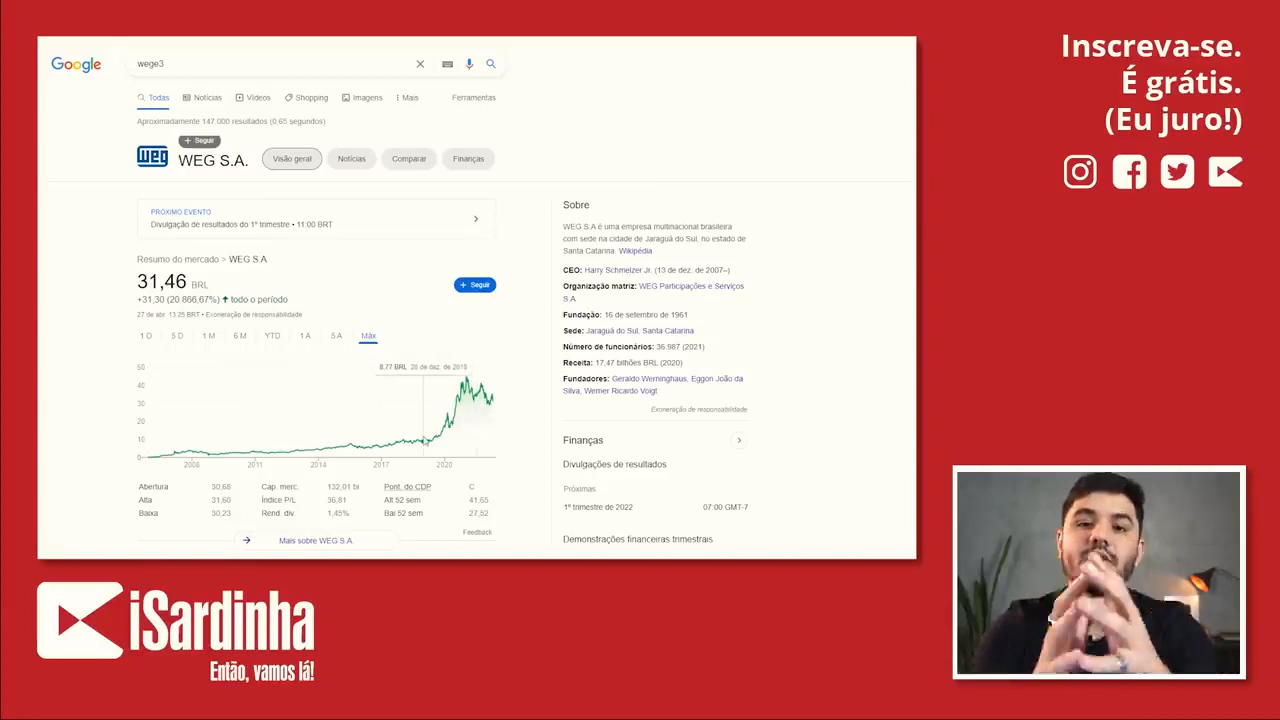 Google
wege3
Todas Notícias Vídeos Shopping Imagens Mais Ferramentas
Aproximadamente 147.000 resultados (0,65 segundos)
weg
+ Seguir
WEG S.A.
Visão geral Notícias Comparar Finanças
PRÓXIMO EVENTO
Divulgação de resultados do 1º trimestre • 11:00 BRT
Resumo do mercado > WEG S.A
31,46 BRL
+31,30 (20.866,67%) ↑ todo o período
27 de abr. 13:25 BRT • Exoneração de responsabilidade
+ Seguir
1 D 5 D 1 M 6 M YTD 1 A 5 A Máx
8,77 BRL 28 de dez. de 2018
50
40
30
20
10
0
2008 2011 2014 2017 2020
Abertura 30,68 Cap. merc. 132,01 bi Pont. do CDP C
Alta 31,60 Índice P/L 36,81 Alt 52 sem 41,65
Baixa 30,23 Rend. div. 1,45% Bai 52 sem 27,52
Feedback
→ Mais sobre WEG S.A.
Sobre
WEG S.A é uma empresa multinacional brasileira
com sede na cidade de Jaraguá do Sul, no estado de
Santa Catarina. Wikipédia
CEO: Harry Schmelzer Jr. (13 de dez. de 2007–)
Organização matriz: WEG Participações e Serviços
S.A
Fundação: 16 de setembro de 1961
Sede: Jaraguá do Sul, Santa Catarina
Número de funcionários: 36.987 (2021)
Receita: 17,47 bilhões BRL (2020)
Fundadores: Geraldo Werninghaus, Eggon João da
Silva, Werner Ricardo Voigt
Exoneração de responsabilidade
Finanças
Divulgações de resultados
Próximas
1º trimestre de 2022 07:00 GMT-7
Demonstrações financeiras trimestrais
Inscreva-se.
É grátis.
(Eu juro!)
iSardinha
Então, vamos lá!